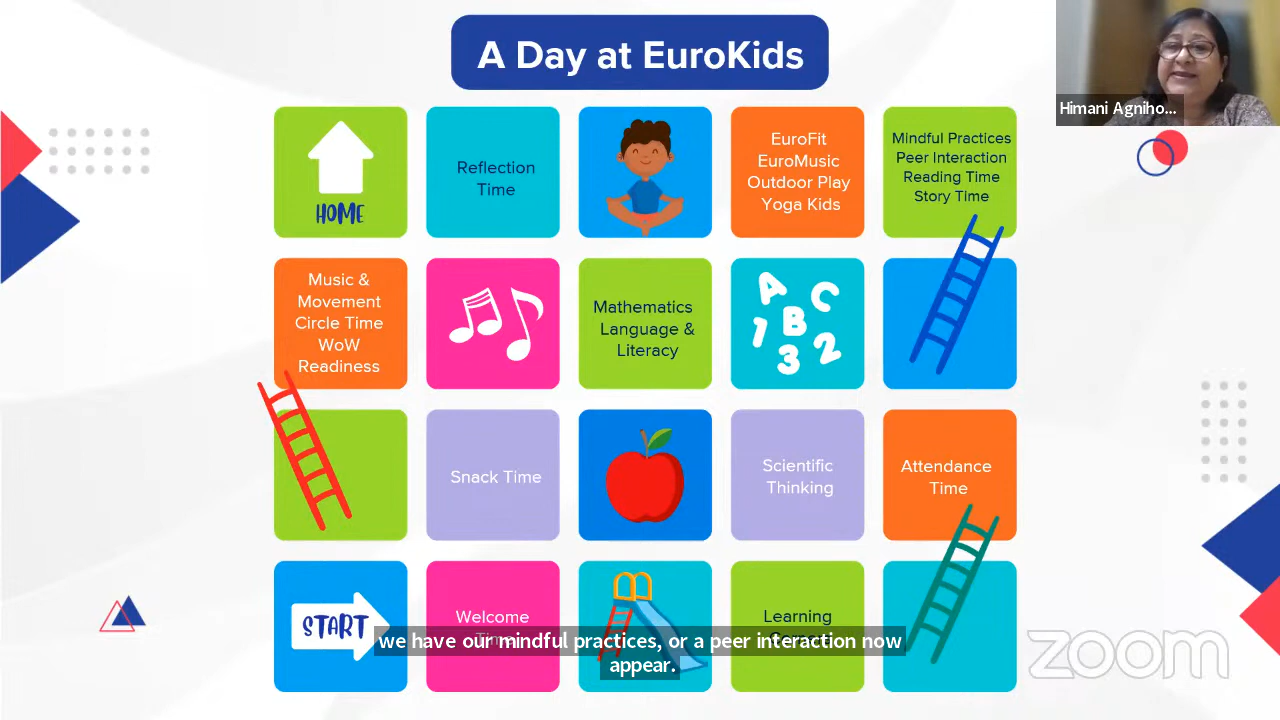 A Day at EuroKids
Himani Agniho...
HOME
Reflection
Time
EuroFit
EuroMusic
Outdoor Play
Yoga Kids
Mindful Practices
Peer Interaction
Reading Time
Story Time
Music &
Movement
Circle Time
WoW
Readiness
Mathematics
Language &
Literacy
A C
1 B
3 2
Snack Time
Scientific
Thinking
Attendance
Time
START
Welcome
Time
Learning
we have our mindful practices, or a peer interaction now
appear.
zoom